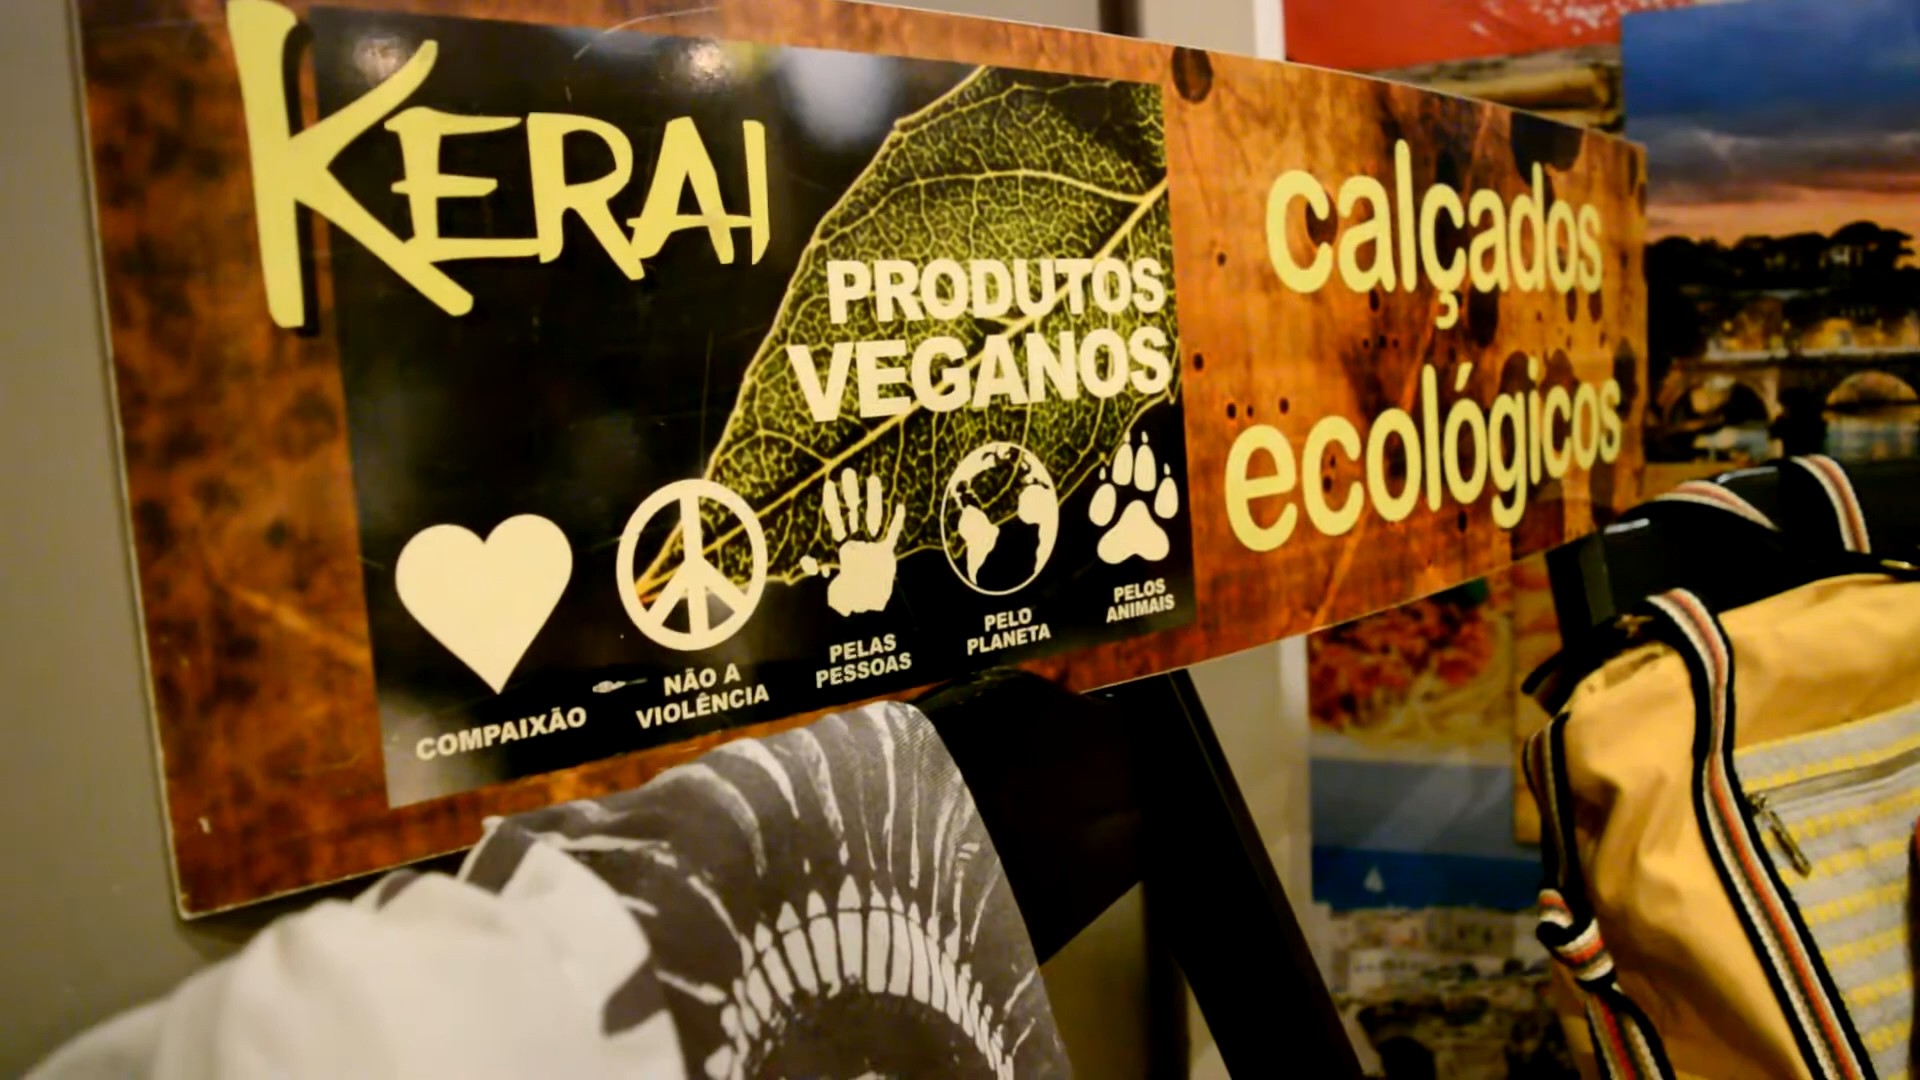 KERAI
PRODUTOS
VEGANOS
calçados
ecológicos
COMPAIXÃO
NÃO A
VIOLÊNCIA
PELAS
PESSOAS
PELO
PLANETA
PELOS
ANIMAIS